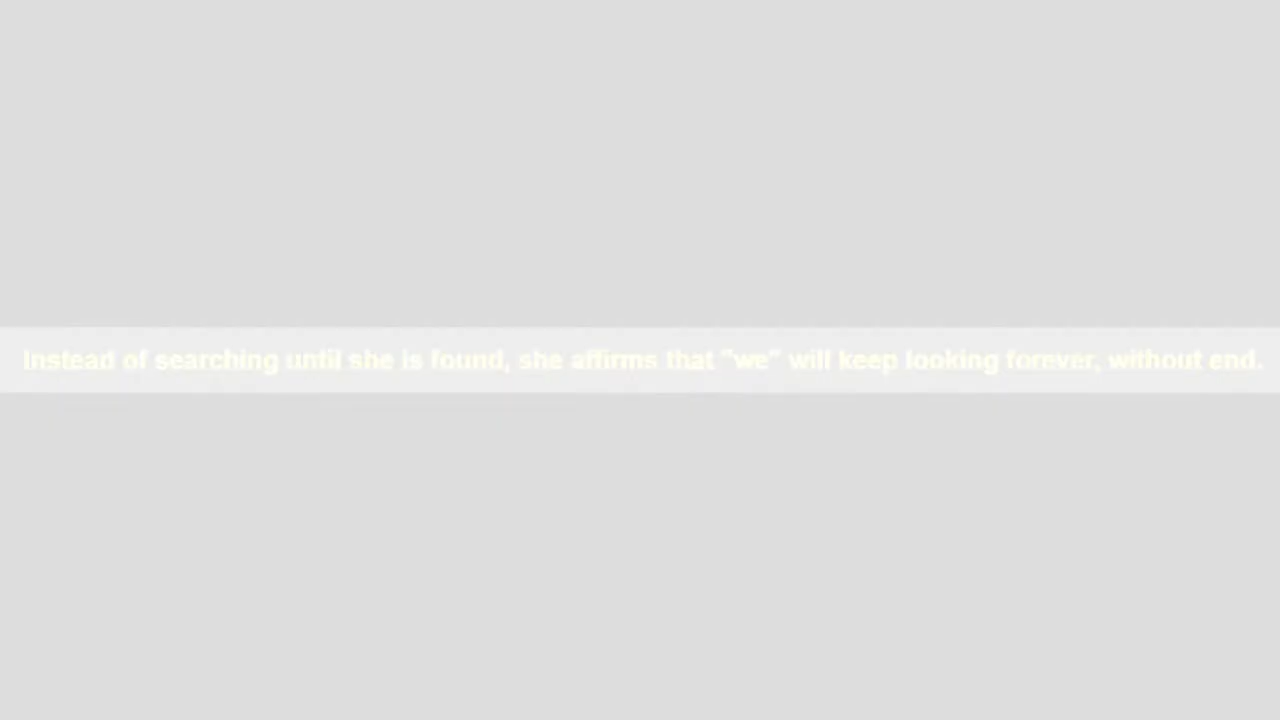 Instead of searching until she is found, she affirms that "we" will keep looking forever, without end.